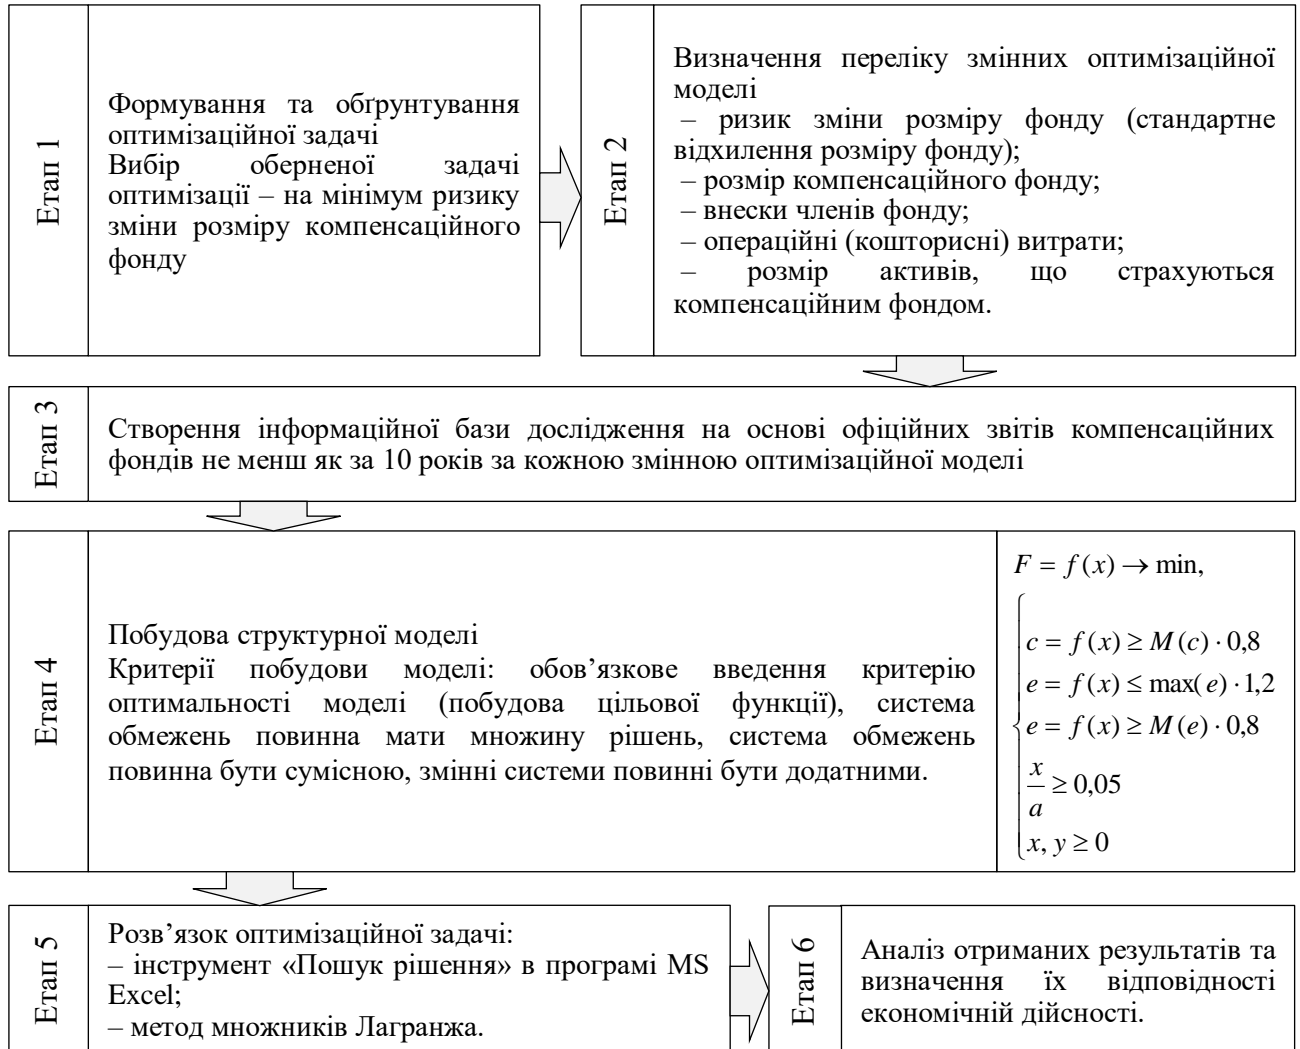 Етап 1
Формування та обґрунтування
оптимізаційної задачі
Вибір оберненої задачі
оптимізації – на мінімум ризику
зміни розміру компенсаційного
фонду
Етап 2
Визначення переліку змінних оптимізаційної
моделі
– ризик зміни розміру фонду (стандартне
відхилення розміру фонду);
– розмір компенсаційного фонду;
– внески членів фонду;
– операційні (кошторисні) витрати;
– розмір активів, що страхуються
компенсаційним фондом.
Етап 3
Створення інформаційної бази дослідження на основі офіційних звітів компенсаційних
фондів не менш як за 10 років за кожною змінною оптимізаційної моделі
Етап 4
Побудова структурної моделі
Критерії побудови моделі: обов’язкове введення критерію
оптимальності моделі (побудова цільової функції), система
обмежень повинна мати множину рішень, система обмежень
повинна бути сумісною, змінні системи повинні бути додатними.
F = f(x) → min,
c = f(x) ≥ M(c) · 0,8
e = f(x) ≤ max(e) · 1,2
e = f(x) ≥ M(e) · 0,8
x/a ≥ 0,05
x, y ≥ 0
Етап 5
Розв’язок оптимізаційної задачі:
– інструмент «Пошук рішення» в програмі MS
Excel;
– метод множників Лагранжа.
Етап 6
Аналіз отриманих результатів та
визначення їх відповідності
економічній дійсності.